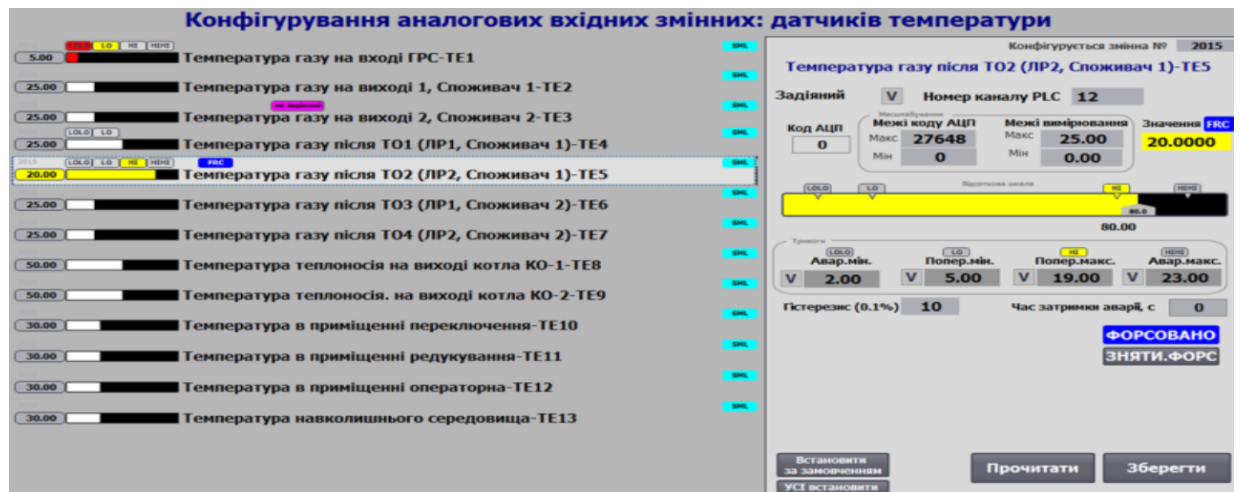 Конфігурування аналогових вхідних змінних: датчиків температури
LOLO LO HI HIHI SML
5.00 Температура газу на вході ГРС-ТЕ1
SML
25.00 Температура газу на виході 1, Споживач 1-ТЕ2
не задіяний SML
25.00 Температура газу на виході 2, Споживач 2-ТЕ3
LOLO LO SML
25.00 Температура газу після ТО1 (ЛР1, Споживач 1)-ТЕ4
2015 LOLO LO HI HIHI FRC SML
20.00 Температура газу після ТО2 (ЛР2, Споживач 1)-ТЕ5
SML
25.00 Температура газу після ТО3 (ЛР1, Споживач 2)-ТЕ6
SML
25.00 Температура газу після ТО4 (ЛР2, Споживач 2)-ТЕ7
SML
50.00 Температура теплоносія на виході котла КО-1-ТЕ8
SML
50.00 Температура теплоносія. на виході котла КО-2-ТЕ9
SML
30.00 Температура в приміщенні переключення-ТЕ10
SML
30.00 Температура в приміщенні редукування-ТЕ11
SML
30.00 Температура в приміщенні операторна-ТЕ12
SML
30.00 Температура навколишнього середовища-ТЕ13
Конфігурується змінна № 2015
Температура газу після ТО2 (ЛР2, Споживач 1)-ТЕ5
Задіяний V Номер каналу PLC 12
Масштабування
Код АЦП Межі коду АЦП Межі вимірювання Значення FRC
0 Макс 27648 Макс 25.00 20.0000
Мін 0 Мін 0.00
Відсоткова шкала
LOLO LO HI HIHI
80.0
80.00
Тривоги
LOLO LO HI HIHI
Авар.мін. Попер.мін. Попер.макс. Авар.макс.
V 2.00 V 5.00 V 19.00 V 23.00
Гістерезис (0.1%) 10 Час затримки аварії, с 0
ФОРСОВАНО
ЗНЯТИ.ФОРС
Встановити
за замовченням
Прочитати Зберегти
УСІ встановити